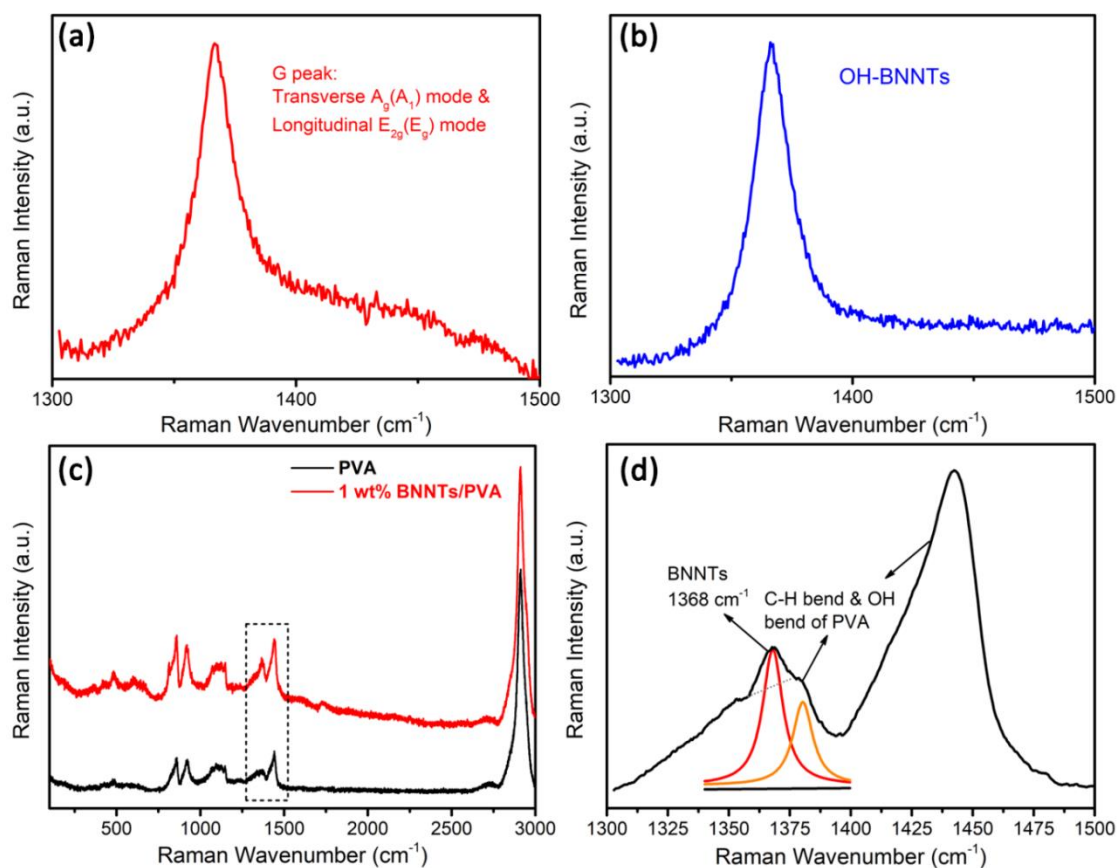 (a)
G peak:
Transverse A_g(A_1) mode &
Longitudinal E_{2g}(E_g) mode
Raman Intensity (a.u.)
1300
1400
1500
Raman Wavenumber (cm⁻¹)
(b)
OH-BNNTs
Raman Intensity (a.u.)
1300
1400
1500
Raman Wavenumber (cm⁻¹)
(c)
PVA
1 wt% BNNTs/PVA
Raman Intensity (a.u.)
500
1000
1500
2000
2500
3000
Raman Wavenumber (cm⁻¹)
(d)
BNNTs
1368 cm⁻¹
C-H bend & OH
bend of PVA
Raman Intensity (a.u.)
1300
1325
1350
1375
1400
1425
1450
1475
1500
Raman Wavenumber (cm⁻¹)